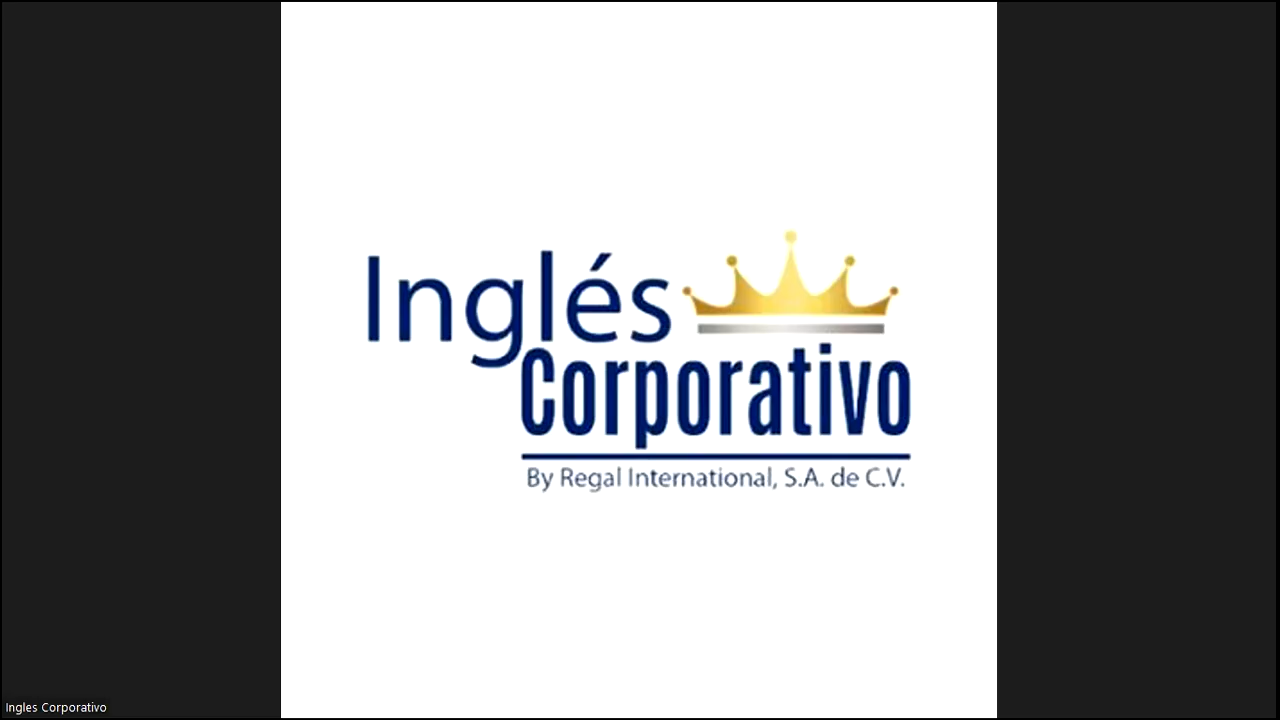 Inglés
Corporativo
By Regal International, S.A. de C.V.
Ingles Corporativo